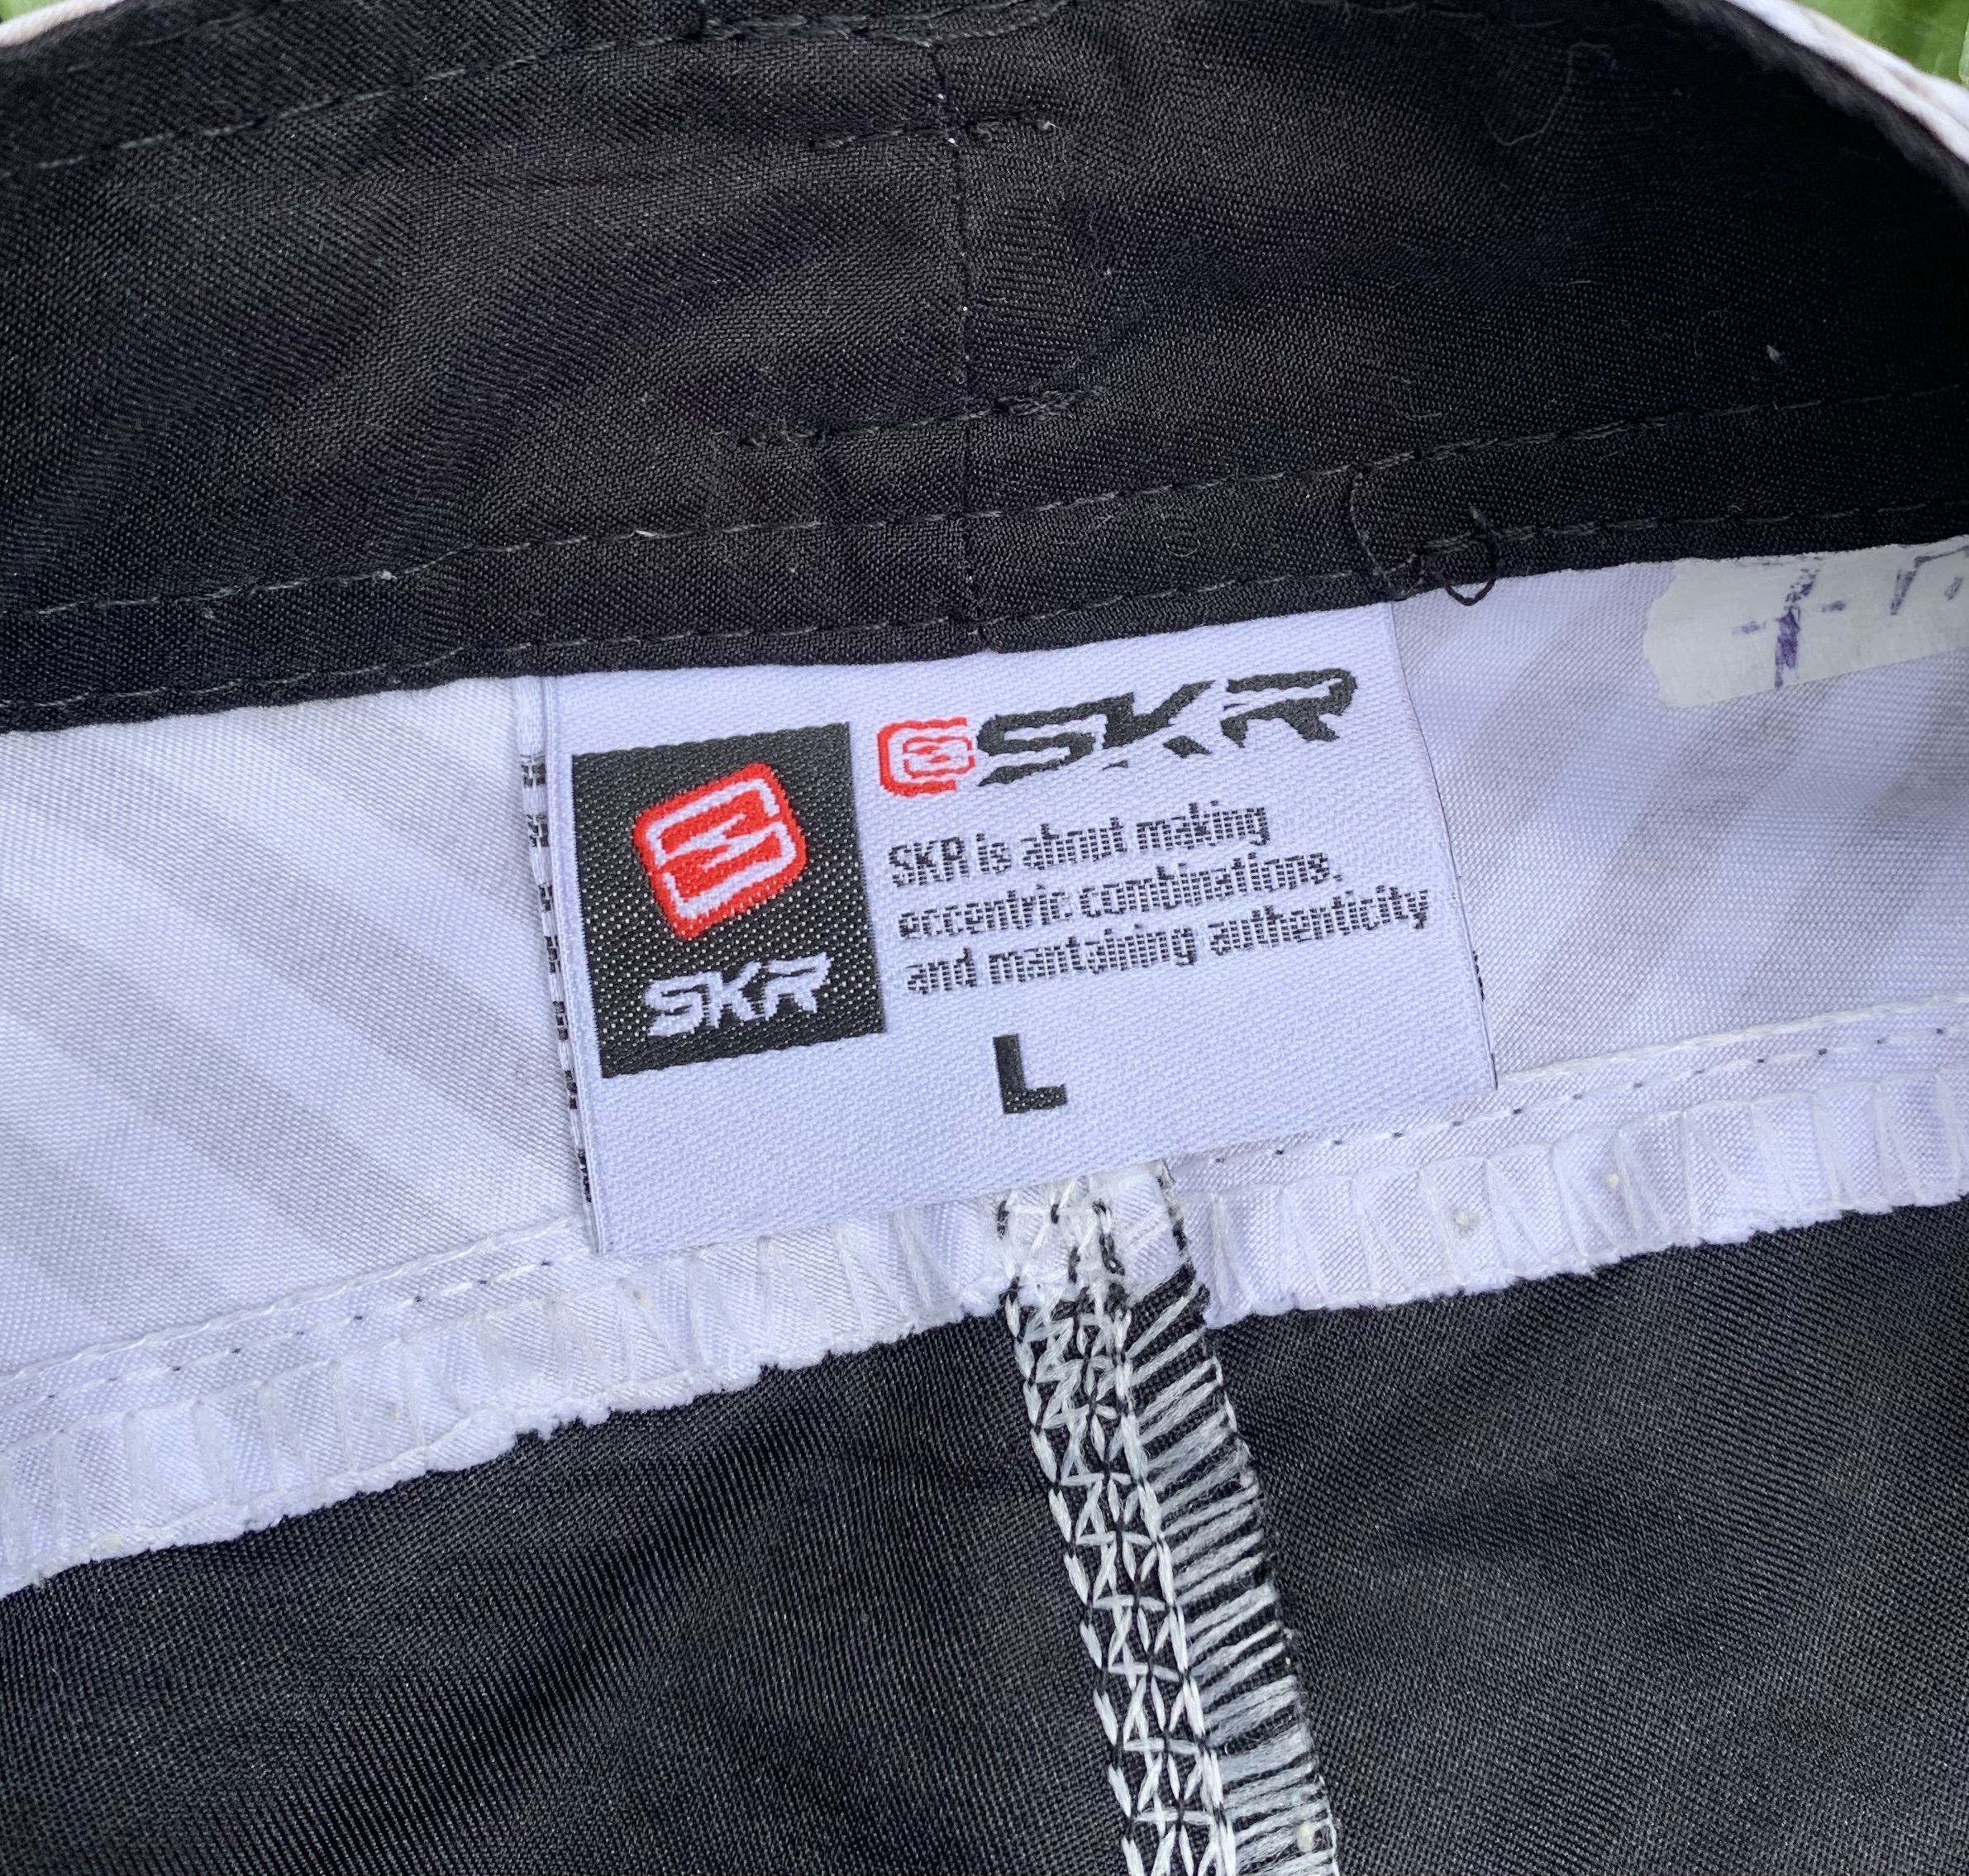 SKR
SKR
SKR is about making
eccentric combinations,
and mantaining authenticity
L